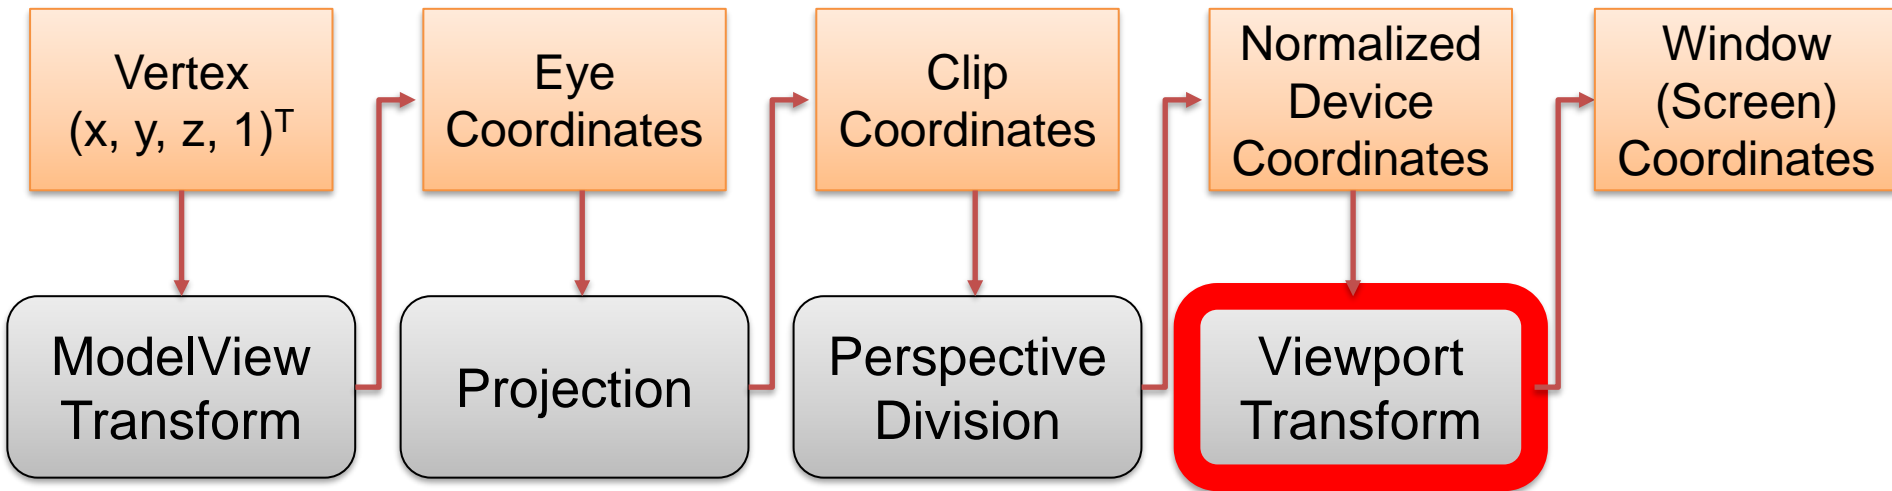 Vertex
(x, y, z, 1)ᵀ
Eye
Coordinates
Clip
Coordinates
Normalized
Device
Coordinates
Window
(Screen)
Coordinates
ModelView
Transform
Projection
Perspective
Division
Viewport
Transform